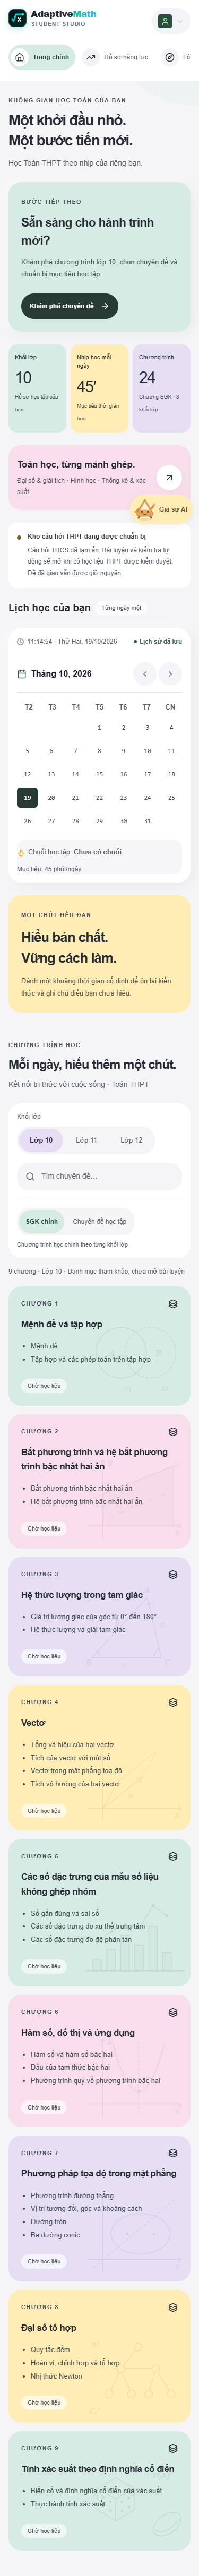 AdaptiveMath
STUDENT STUDIO
Trang chính
Hồ sơ năng lực
Lộ
KHÔNG GIAN HỌC TOÁN CỦA BẠN
Một khởi đầu nhỏ.
Một bước tiến mới.
Học Toán THPT theo nhịp của riêng bạn.
BƯỚC TIẾP THEO
Sẵn sàng cho hành trình
mới?
Khám phá chương trình lớp 10, chọn chuyên đề và
chuẩn bị mục tiêu học tập.
Khám phá chuyên đề
Khối lớp
10
Hồ sơ học tập của
bạn
Nhịp học mỗi
ngày
45′
Mục tiêu thời gian
học
Chương trình
24
Chương SGK · 3
khối lớp
Toán học, từng mảnh ghép.
Đại số & giải tích · Hình học · Thống kê & xác
suất
Gia sư AI
Kho câu hỏi THPT đang được chuẩn bị
Câu hỏi THCS đã tạm ẩn. Bài luyện và kiểm tra tự
động sẽ mở khi có học liệu THPT được kiểm duyệt.
Đề đã giao vẫn được giữ nguyên.
Lịch học của bạn
Từng ngày một
11:14:54 · Thứ Hai, 19/10/2026
Lịch sử đã lưu
Tháng 10, 2026
T2 T3 T4 T5 T6 T7 CN
1 2 3 4
5 6 7 8 9 10 11
12 13 14 15 16 17 18
19 20 21 22 23 24 25
26 27 28 29 30 31
Chuỗi học tập: Chưa có chuỗi
Mục tiêu: 45 phút/ngày
MỘT CHÚT ĐỀU ĐẶN
Hiểu bản chất.
Vững cách làm.
Dành một khoảng thời gian cố định để ôn lại kiến
thức và ghi chú điều bạn chưa hiểu.
CHƯƠNG TRÌNH HỌC
Mỗi ngày, hiểu thêm một chút.
Kết nối tri thức với cuộc sống · Toán THPT
Khối lớp
Lớp 10
Lớp 11
Lớp 12
Tìm chuyên đề...
SGK chính
Chuyên đề học tập
Chương trình học chính theo từng khối lớp
9 chương · Lớp 10 · Danh mục tham khảo, chưa mở bài luyện
CHƯƠNG 1
Mệnh đề và tập hợp
Mệnh đề
Tập hợp và các phép toán trên tập hợp
Chờ học liệu
CHƯƠNG 2
Bất phương trình và hệ bất phương
trình bậc nhất hai ẩn
Bất phương trình bậc nhất hai ẩn
Hệ bất phương trình bậc nhất hai ẩn
Chờ học liệu
CHƯƠNG 3
Hệ thức lượng trong tam giác
Giá trị lượng giác của góc từ 0° đến 180°
Hệ thức lượng và giải tam giác
Chờ học liệu
CHƯƠNG 4
Vectơ
Tổng và hiệu của hai vectơ
Tích của vectơ với một số
Vectơ trong mặt phẳng tọa độ
Tích vô hướng của hai vectơ
Chờ học liệu
CHƯƠNG 5
Các số đặc trưng của mẫu số liệu
không ghép nhóm
Số gần đúng và sai số
Các số đặc trưng đo xu thế trung tâm
Các số đặc trưng đo độ phân tán
Chờ học liệu
CHƯƠNG 6
Hàm số, đồ thị và ứng dụng
Hàm số và hàm số bậc hai
Dấu của tam thức bậc hai
Phương trình quy về phương trình bậc hai
Chờ học liệu
CHƯƠNG 7
Phương pháp tọa độ trong mặt phẳng
Phương trình đường thẳng
Vị trí tương đối, góc và khoảng cách
Đường tròn
Ba đường conic
Chờ học liệu
CHƯƠNG 8
Đại số tổ hợp
Quy tắc đếm
Hoán vị, chỉnh hợp và tổ hợp
Nhị thức Newton
Chờ học liệu
CHƯƠNG 9
Tính xác suất theo định nghĩa cổ điển
Biến cố và định nghĩa cổ điển của xác suất
Thực hành tính xác suất
Chờ học liệu